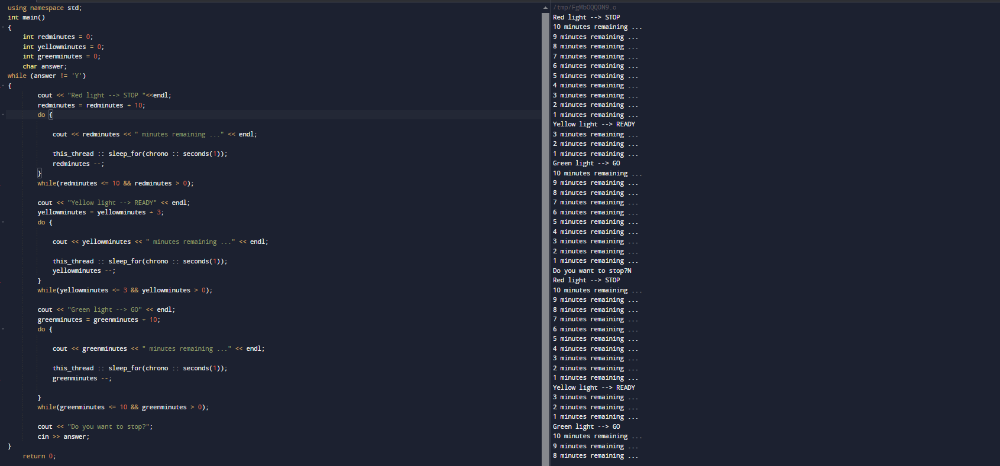 using namespace std;
int main()
{
int redminutes = 0;
int yellowminutes = 0;
int greenminutes = 0;
char answer;
while (answer != 'Y')
{
cout << "Red light --> STOP "<<endl;
redminutes = redminutes + 10;
do {
cout << redminutes << " minutes remaining ..." << endl;
this_thread :: sleep_for(chrono :: seconds(1));
redminutes --;
}
while(redminutes <= 10 && redminutes > 0);
cout << "Yellow light --> READY" << endl;
yellowminutes = yellowminutes + 3;
do {
cout << yellowminutes << " minutes remaining ..." << endl;
this_thread :: sleep_for(chrono :: seconds(1));
yellowminutes --;
}
while(yellowminutes <= 3 && yellowminutes > 0);
cout << "Green light --> GO" << endl;
greenminutes = greenminutes + 10;
do {
cout << greenminutes << " minutes remaining ..." << endl;
this_thread :: sleep_for(chrono :: seconds(1));
greenminutes --;
}
while(greenminutes <= 10 && greenminutes > 0);
cout << "Do you want to stop?";
cin >> answer;
}
return 0;
Red light --> STOP
10 minutes remaining ...
9 minutes remaining ...
8 minutes remaining ...
7 minutes remaining ...
6 minutes remaining ...
5 minutes remaining ...
4 minutes remaining ...
3 minutes remaining ...
2 minutes remaining ...
1 minutes remaining ...
Yellow light --> READY
3 minutes remaining ...
2 minutes remaining ...
1 minutes remaining ...
Green light --> GO
10 minutes remaining ...
9 minutes remaining ...
8 minutes remaining ...
7 minutes remaining ...
6 minutes remaining ...
5 minutes remaining ...
4 minutes remaining ...
3 minutes remaining ...
2 minutes remaining ...
1 minutes remaining ...
Do you want to stop?N
Red light --> STOP
10 minutes remaining ...
9 minutes remaining ...
8 minutes remaining ...
7 minutes remaining ...
6 minutes remaining ...
5 minutes remaining ...
4 minutes remaining ...
3 minutes remaining ...
2 minutes remaining ...
1 minutes remaining ...
Yellow light --> READY
3 minutes remaining ...
2 minutes remaining ...
1 minutes remaining ...
Green light --> GO
10 minutes remaining ...
9 minutes remaining ...
8 minutes remaining ...